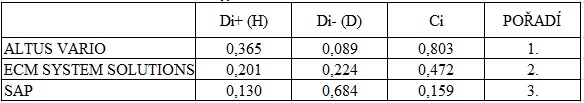 Di+ (H) Di- (D) Ci POŘADÍ
ALTUS VARIO 0,365 0,089 0,803 1.
ECM SYSTEM SOLUTIONS 0,201 0,224 0,472 2.
SAP 0,130 0,684 0,159 3.